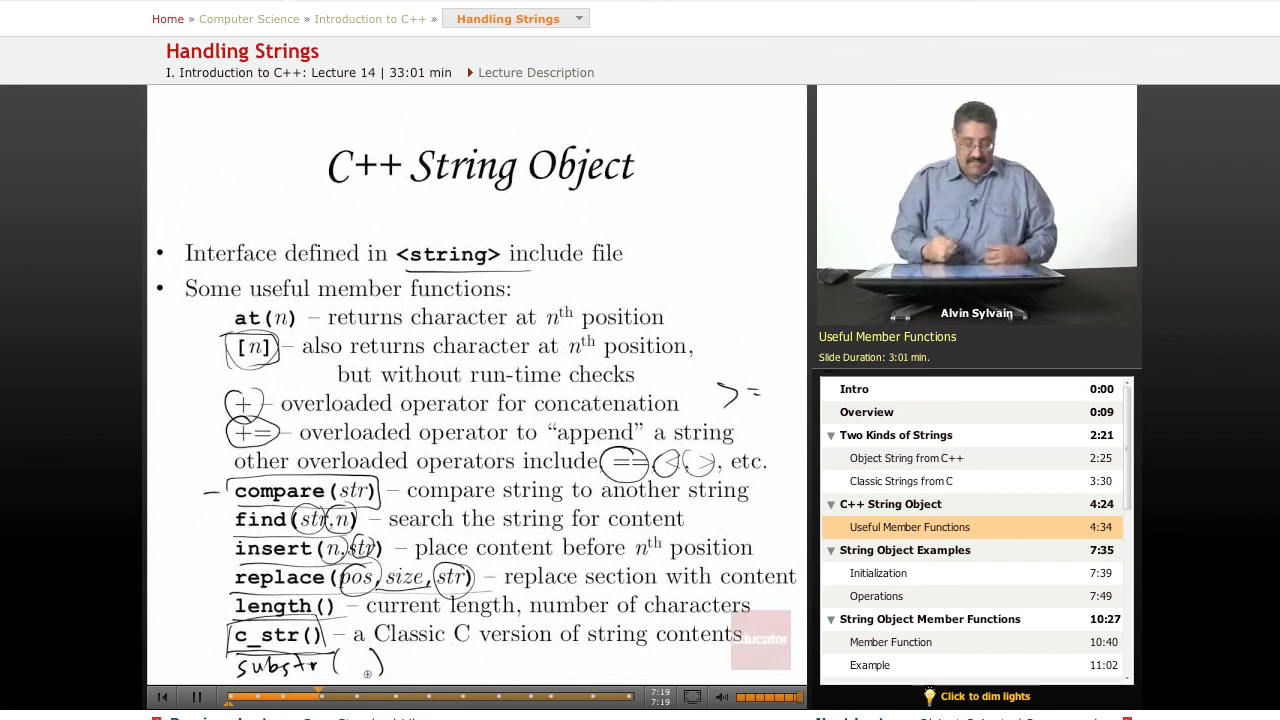 Home » Computer Science » Introduction to C++ » Handling Strings
Handling Strings
I. Introduction to C++: Lecture 14 | 33:01 min Lecture Description
C++ String Object
• Interface defined in <string> include file
• Some useful member functions:
at(n) – returns character at nth position
[n] – also returns character at nth position,
but without run-time checks
+ – overloaded operator for concatenation
> =
+= – overloaded operator to “append” a string
other overloaded operators include ==, <, >, etc.
compare(str) – compare string to another string
find(str,n) – search the string for content
insert(n,str) – place content before nth position
replace(pos,size,str) – replace section with content
length() – current length, number of characters
c_str() – a Classic C version of string contents
substr( )
Educator
7:19
7:19
Alvin Sylvain
Useful Member Functions
Slide Duration: 3:01 min.
Intro 0:00
Overview 0:09
Two Kinds of Strings 2:21
Object String from C++ 2:25
Classic Strings from C 3:30
C++ String Object 4:24
Useful Member Functions 4:34
String Object Examples 7:35
Initialization 7:39
Operations 7:49
String Object Member Functions 10:27
Member Function 10:40
Example 11:02
Click to dim lights